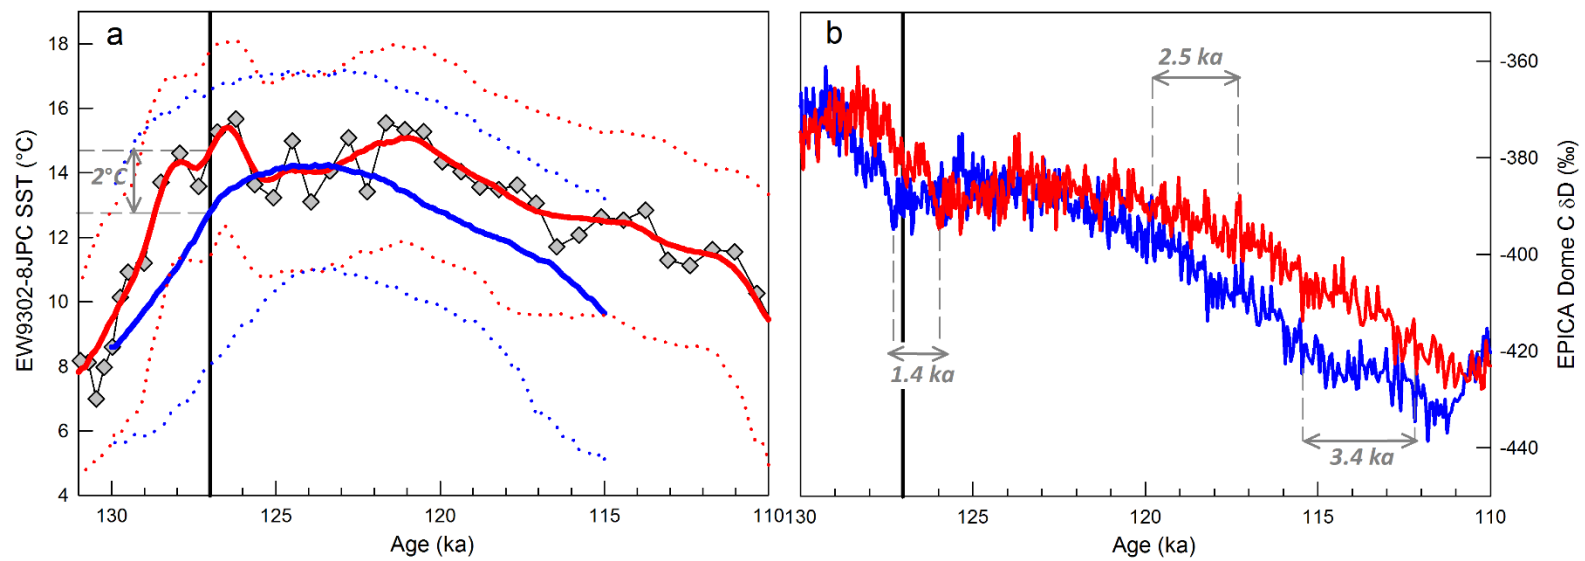 a
18
16
14
12
10
8
6
4
EW9302-8JPC SST (°C)
2°C
130
125
120
115
110
Age (ka)
b
2.5 ka
1.4 ka
3.4 ka
-360
-380
-400
-420
-440
EPICA Dome C δD (‰)
130
125
120
115
110
Age (ka)